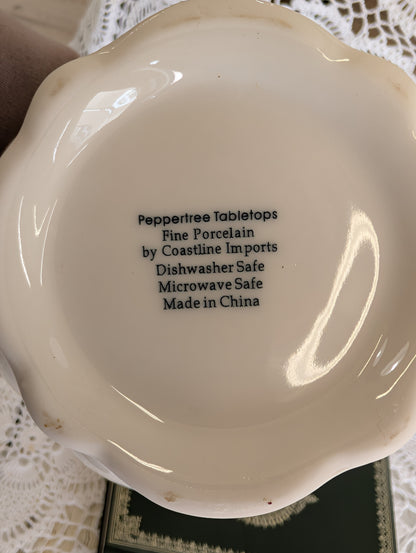 Peppertree Tabletops
Fine Porcelain
by Coastline Imports
Dishwasher Safe
Microwave Safe
Made in China